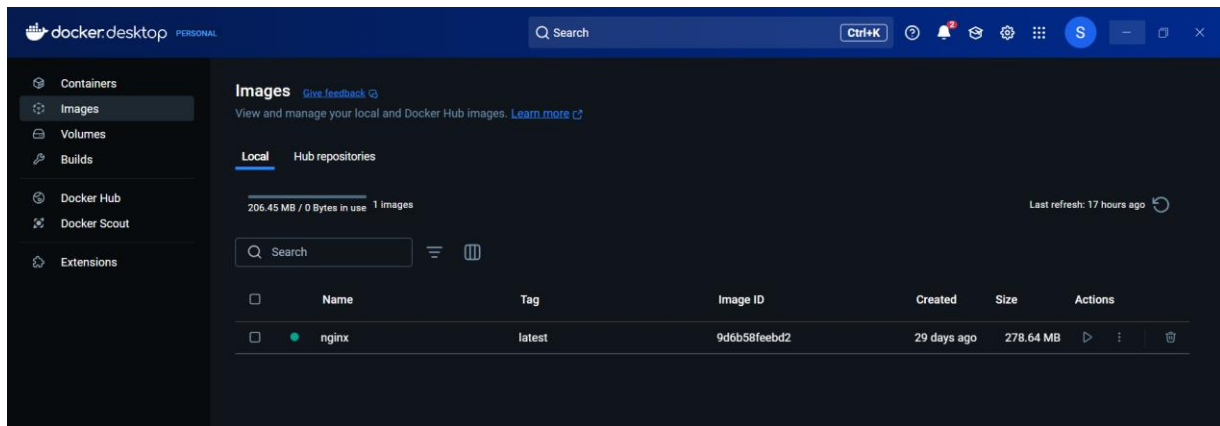 docker.desktop PERSONAL Search Ctrl+K 2 S
Containers
Images
Volumes
Builds
Docker Hub
Docker Scout
Extensions
Images Give feedback
View and manage your local and Docker Hub images. Learn more
Local Hub repositories
206.45 MB / 0 Bytes in use 1 images Last refresh: 17 hours ago
Search
Name Tag Image ID Created Size Actions
nginx latest 9d6b58feebd2 29 days ago 278.64 MB